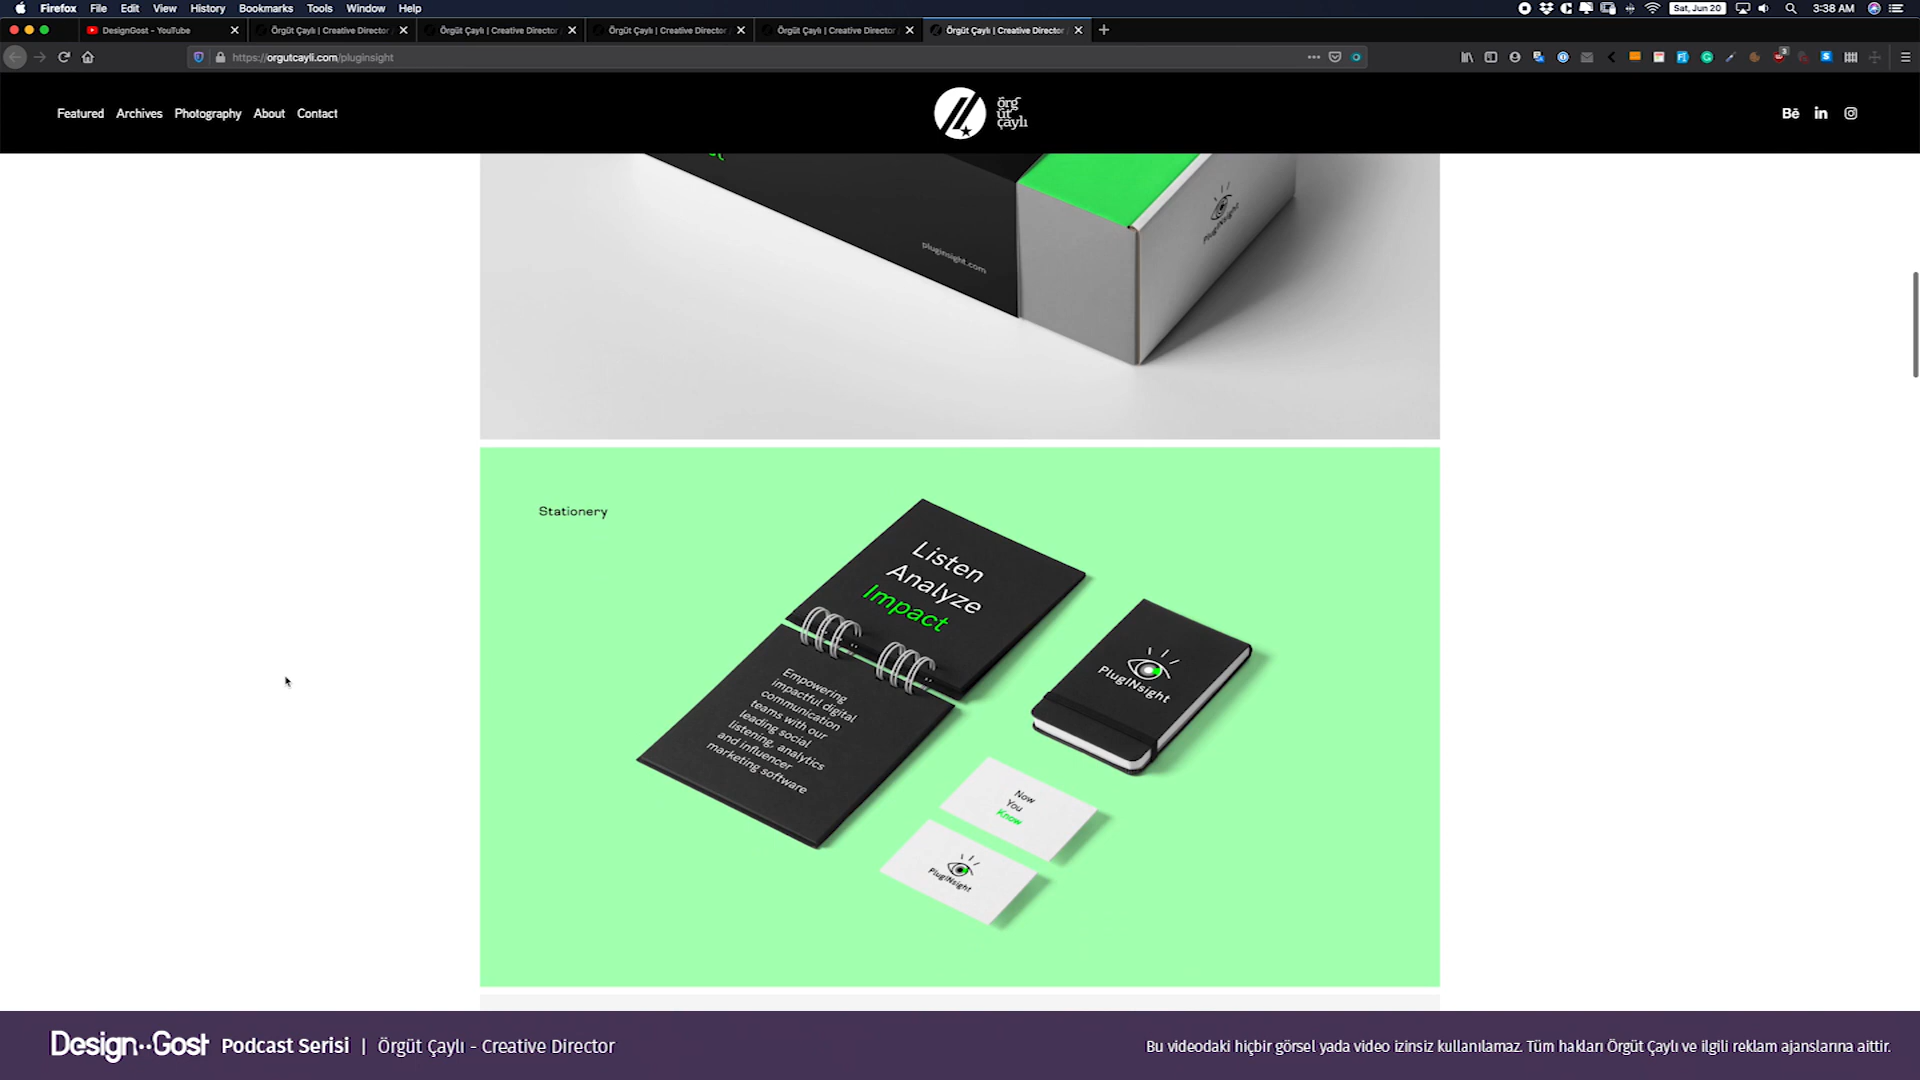 Firefox File Edit View History Bookmarks Tools Window Help
Sat, Jun 20
3:38 AM
DesignGost - YouTube
Örgüt Çaylı | Creative Director
Örgüt Çaylı | Creative Director
Örgüt Çaylı | Creative Director
Örgüt Çaylı | Creative Director
Örgüt Çaylı | Creative Director
https://orgutcayli.com/pluginsight
3
Featured Archives Photography About Contact
örg
üt
çaylı
Bē in
pluginsight.com
PlugINsight
Stationery
Listen
Analyze
Impact
Empowering
impactful digital
communication
teams with our
leading social
listening, analytics
and influencer
marketing software
PlugINsight
Now
You
Know
PlugINsight
Design··Gost Podcast Serisi | Örgüt Çaylı - Creative Director
Bu videodaki hiçbir görsel yada video izinsiz kullanılamaz. Tüm hakları Örgüt Çaylı ve ilgili reklam ajanslarına aittir.